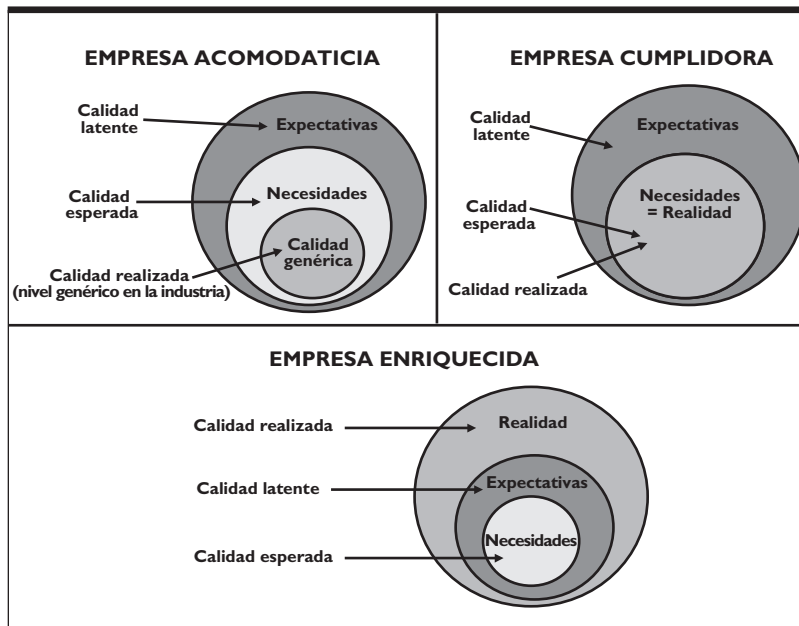 EMPRESA ACOMODATICIA
Calidad
latente
Expectativas
Calidad
esperada
Necesidades
Calidad
genérica
Calidad realizada
(nivel genérico en la industria)
EMPRESA CUMPLIDORA
Calidad
latente
Expectativas
Necesidades
= Realidad
Calidad
esperada
Calidad realizada
EMPRESA ENRIQUECIDA
Calidad realizada
Realidad
Calidad latente
Expectativas
Necesidades
Calidad esperada